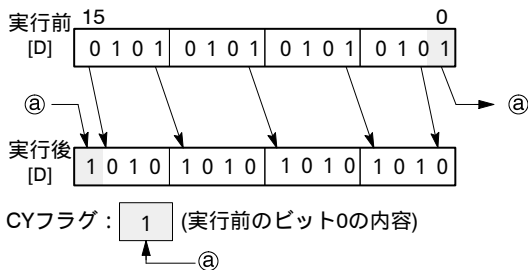 実行前 15 0
[D] 0 1 0 1 0 1 0 1 0 1 0 1 0 1 0 1
ⓐ ⓐ
実行後
[D] 1 0 1 0 1 0 1 0 1 0 1 0 1 0 1 0
CYフラグ： 1 (実行前のビット0の内容)
ⓐ